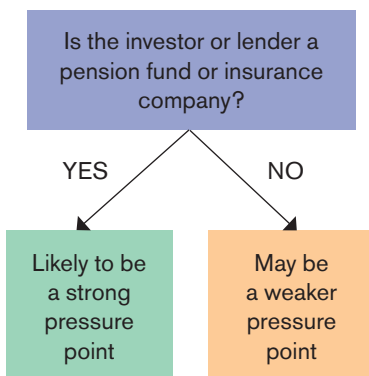 Is the investor or lender a
pension fund or insurance
company?
YES
NO
Likely to be
a strong
pressure
point
May be
a weaker
pressure
point